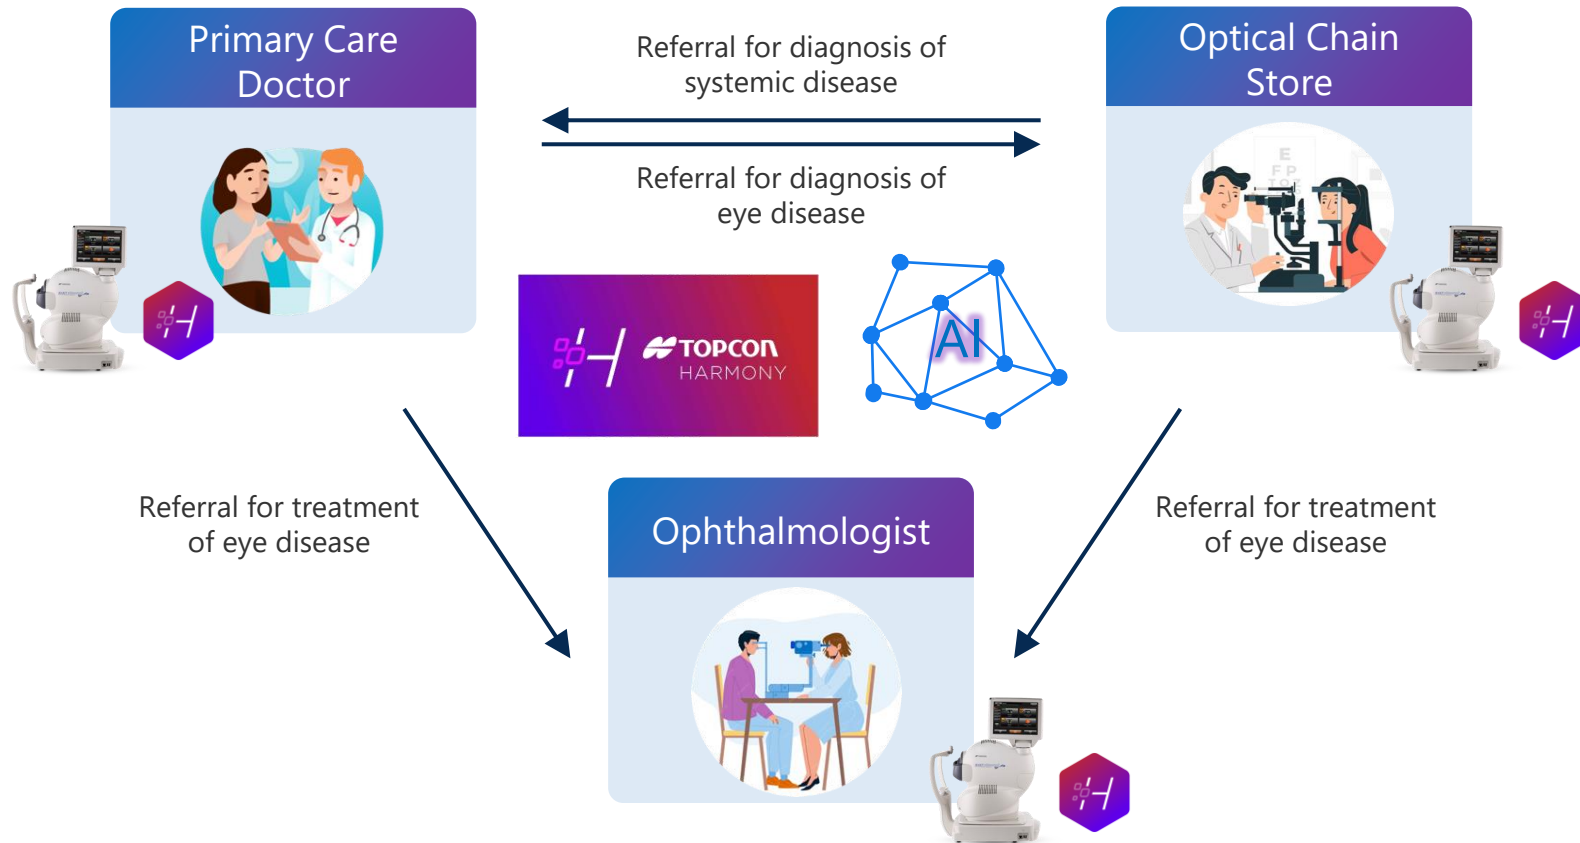 Primary Care
Doctor
Referral for diagnosis of
systemic disease
Optical Chain
Store
Referral for diagnosis of
eye disease
E
F P
TOPCON
HARMONY
AI
Referral for treatment
of eye disease
Ophthalmologist
Referral for treatment
of eye disease